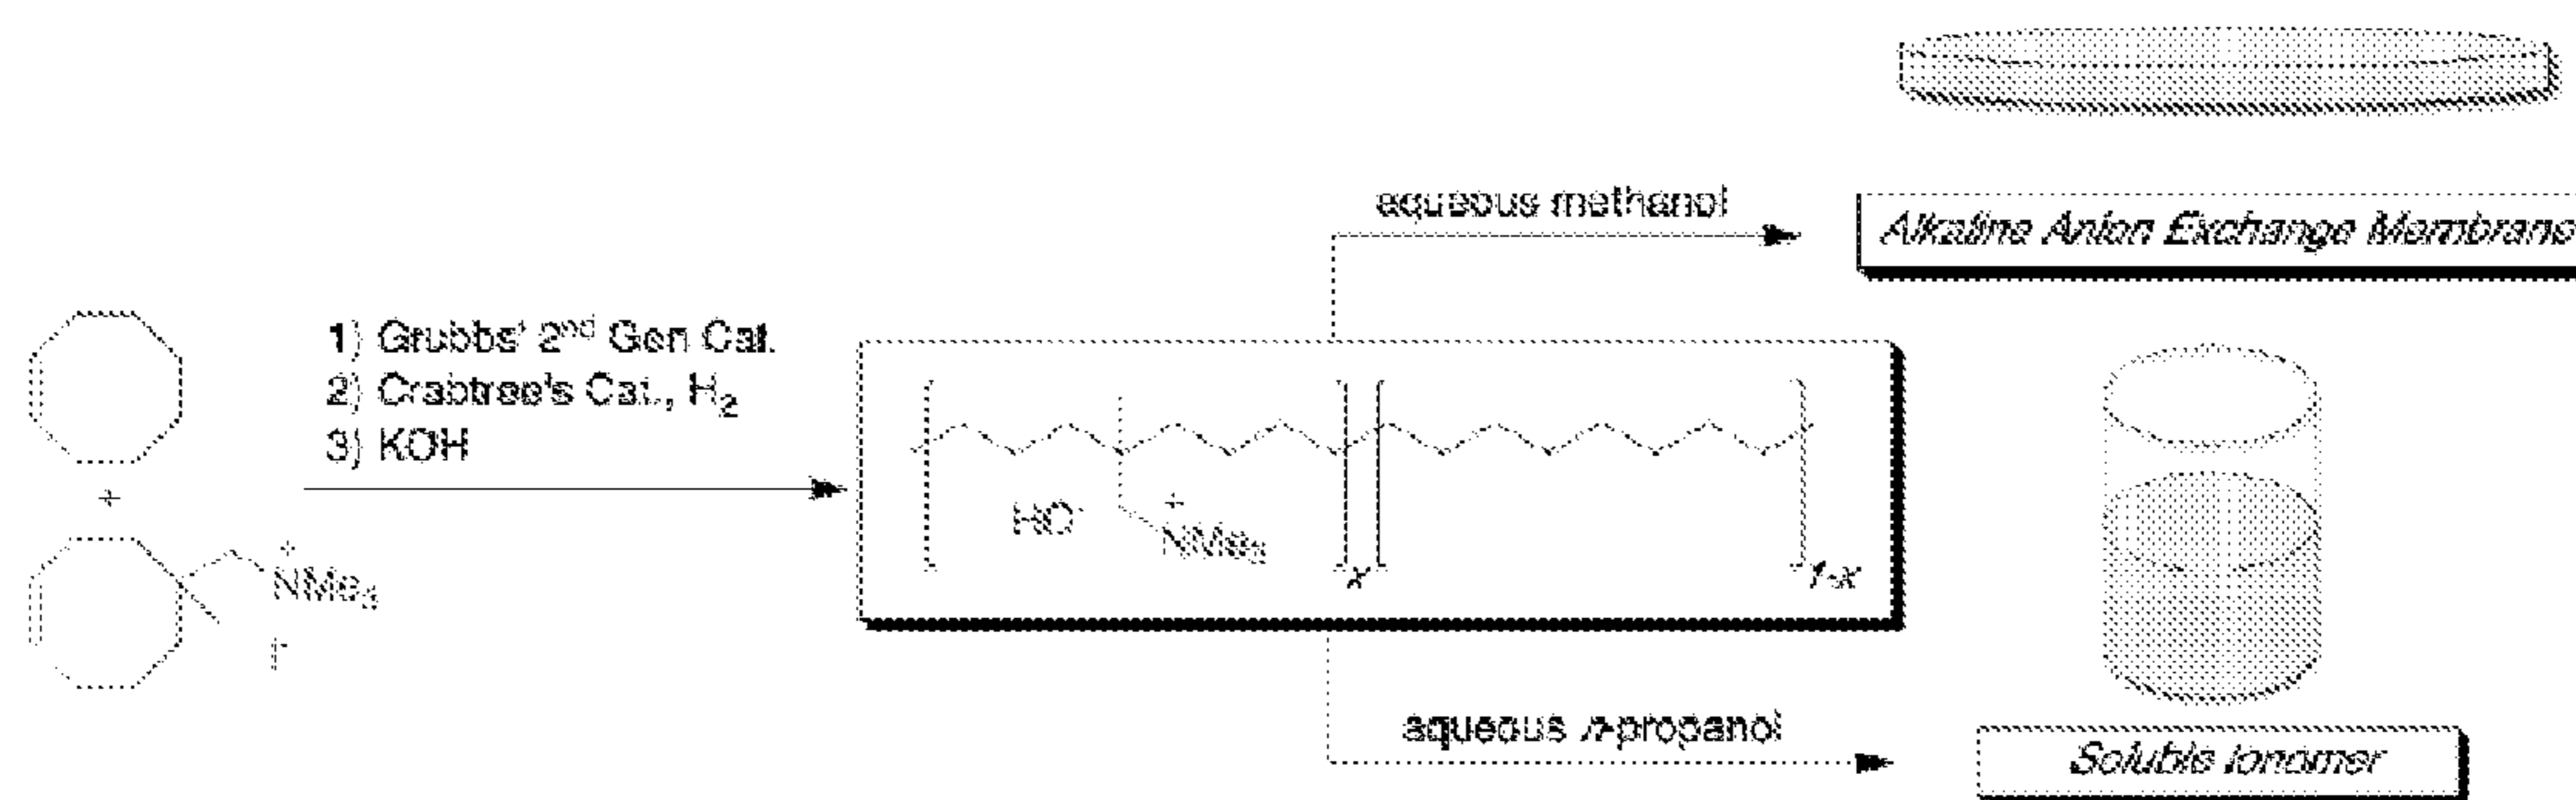 aqueous methanol
Alkaline Anion Exchange Membrane
1) Grubbs' 2nd Gen Cat.
2) Crabtree's Cat., H2
3) KOH
+
HO-
+
NMe3
x
1-x
+
NMe3
I-
aqueous n-propanol
Soluble Ionomer